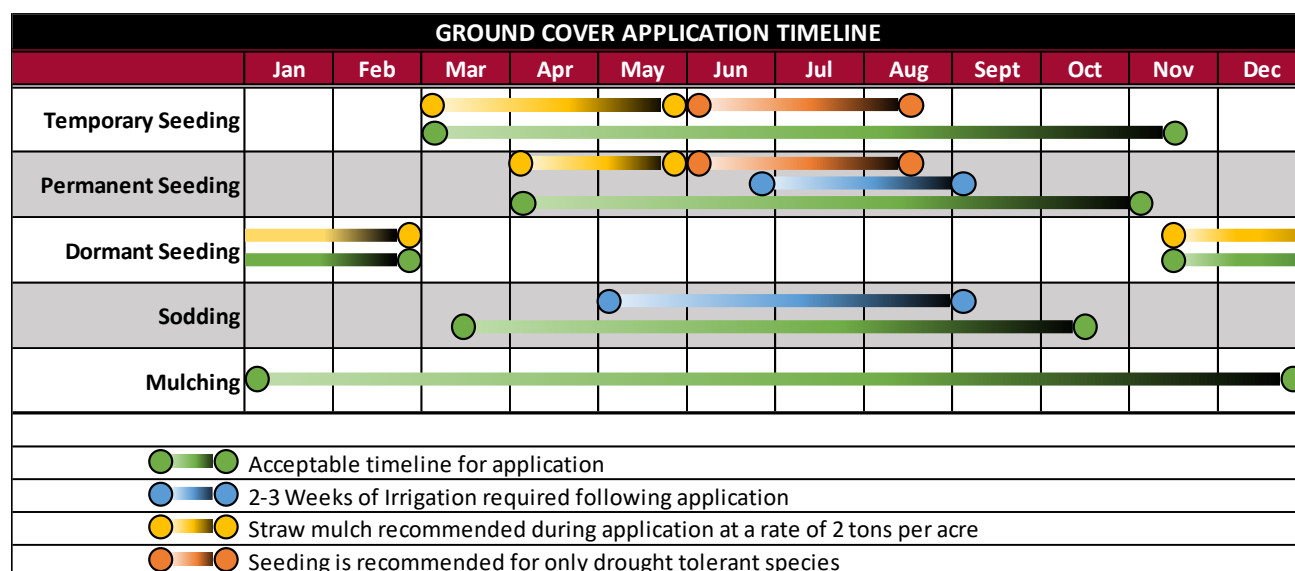 GROUND COVER APPLICATION TIMELINE
Jan Feb Mar Apr May Jun Jul Aug Sept Oct Nov Dec
Temporary Seeding
Permanent Seeding
Dormant Seeding
Sodding
Mulching
Acceptable timeline for application
2-3 Weeks of Irrigation required following application
Straw mulch recommended during application at a rate of 2 tons per acre
Seeding is recommended for only drought tolerant species